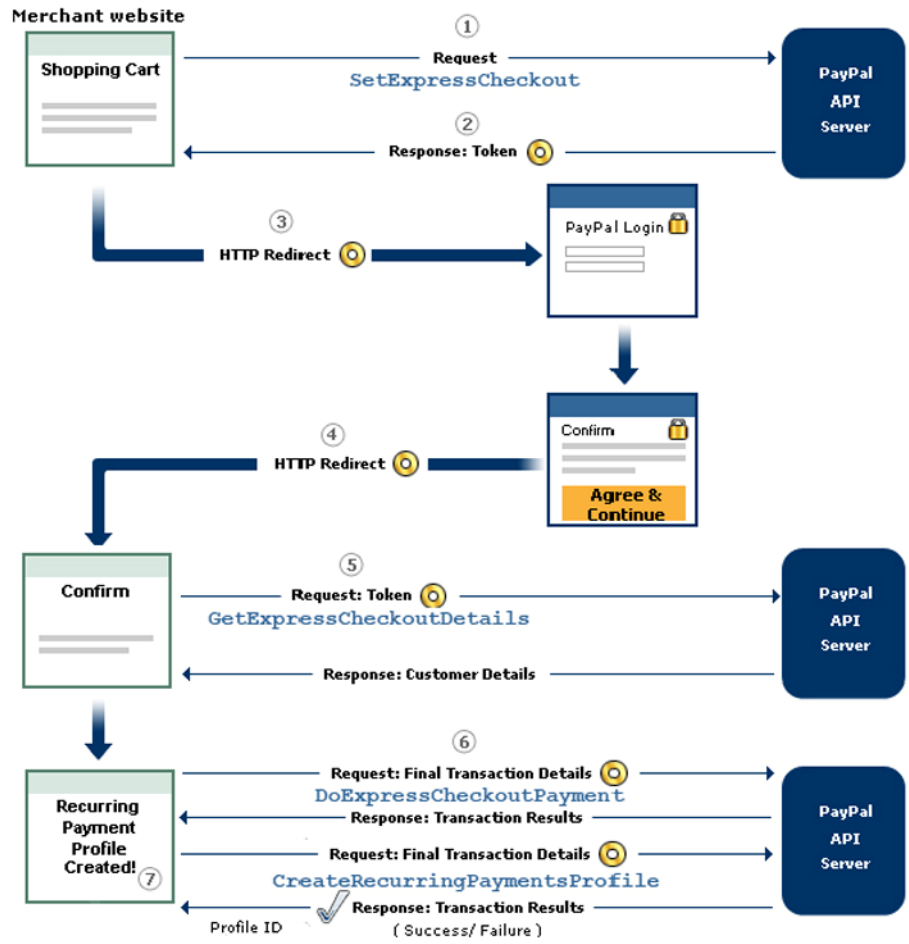 Merchant website
1
Shopping Cart
Request
SetExpressCheckout
PayPal
API
Server
2
Response: Token
3
HTTP Redirect
PayPal Login
4
HTTP Redirect
Confirm
Agree &
Continue
Confirm
5
Request: Token
GetExpressCheckoutDetails
Response: Customer Details
PayPal
API
Server
6
Request: Final Transaction Details
DoExpressCheckoutPayment
Response: Transaction Results
Recurring
Payment
Profile
Created!
7
Request: Final Transaction Details
CreateRecurringPaymentsProfile
Response: Transaction Results
Profile ID
( Success/ Failure )
PayPal
API
Server